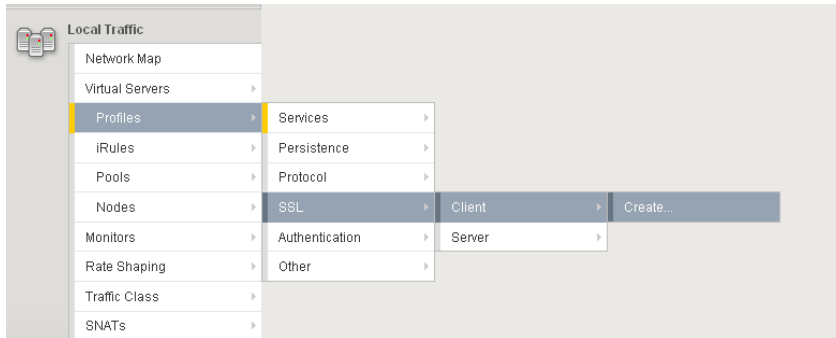 Local Traffic
Network Map
Virtual Servers
Profiles
Services
iRules
Persistence
Pools
Protocol
Nodes
SSL
Client
Create...
Monitors
Authentication
Server
Rate Shaping
Other
Traffic Class
SNATs